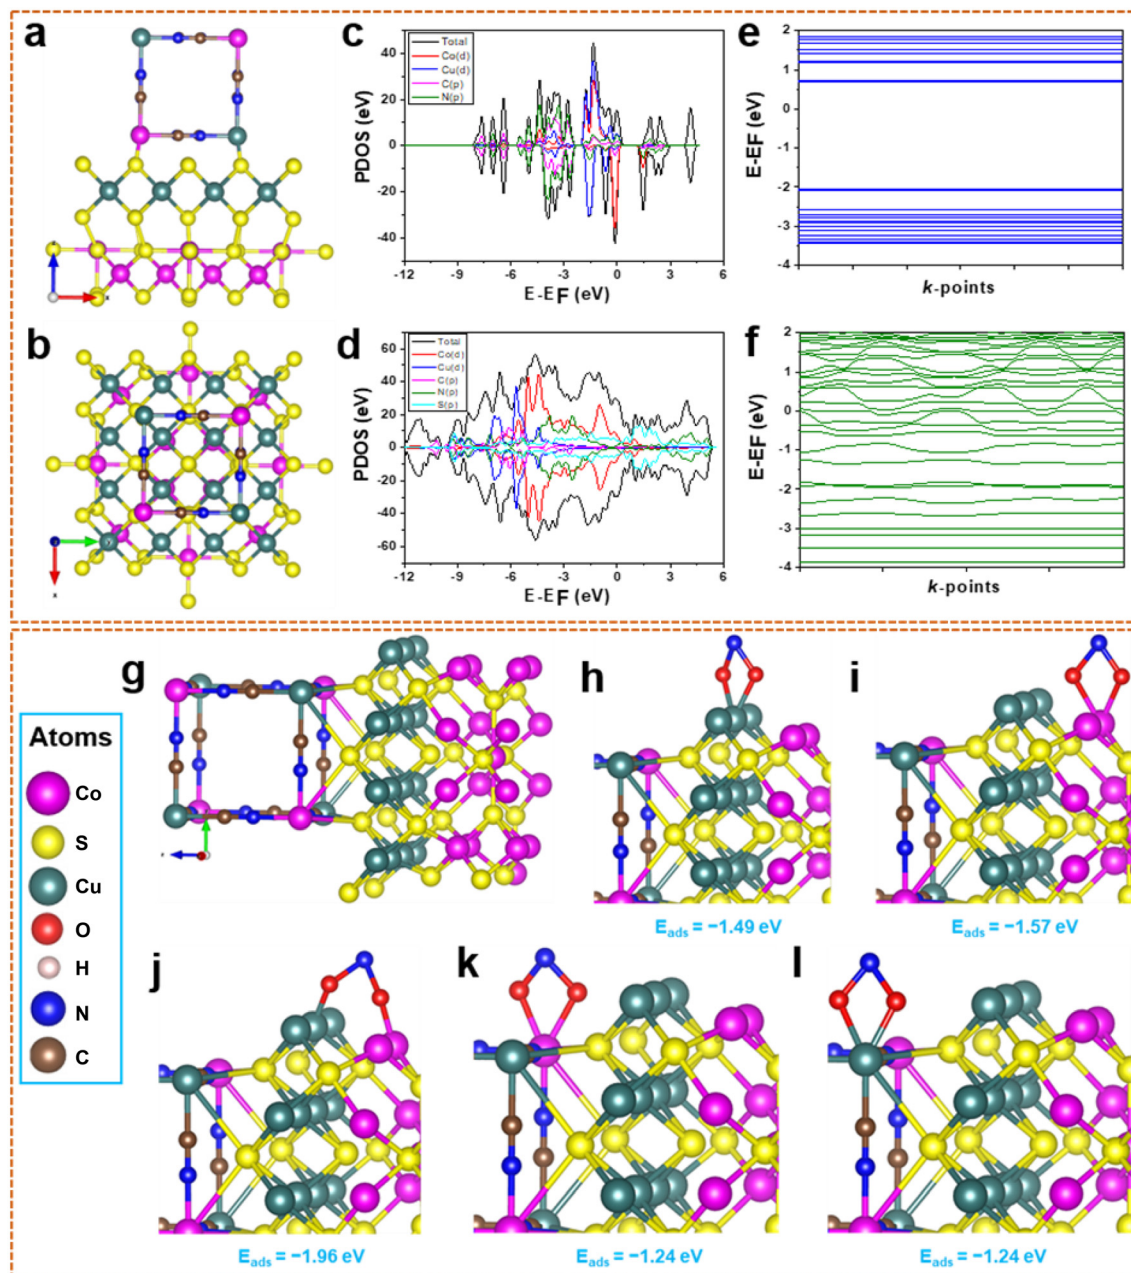 a
c
50
40
20
0
-20
-40
PDOS (eV)
Total
Co(d)
Cu(d)
C(p)
N(p)
-12 -9 -6 -3 0 3 6
E-EF (eV)
e
2
1
0
-1
-2
-3
-4
E-EF (eV)
k-points
x
b
x
d
60
40
20
0
-20
-40
-60
PDOS (eV)
Total
Co(d)
Cu(d)
C(p)
N(p)
S(p)
-12 -9 -6 -3 0 3 6
E-EF (eV)
f
2
1
0
-1
-2
-3
-4
E-EF (eV)
k-points
Atoms
Co
S
Cu
O
H
N
C
g
h
Eads = −1.49 eV
i
Eads = −1.57 eV
j
Eads = −1.96 eV
k
Eads = −1.24 eV
l
Eads = −1.24 eV